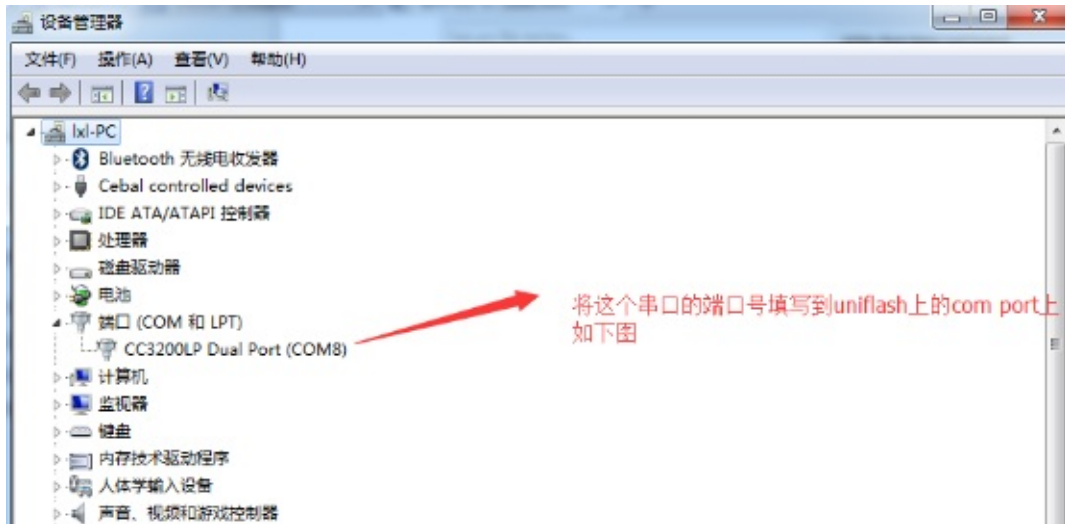 设备管理器
文件(F) 操作(A) 查看(V) 帮助(H)
lxl-PC
Bluetooth 无线电收发器
Cebal controlled devices
IDE ATA/ATAPI 控制器
处理器
磁盘驱动器
电池
端口 (COM 和 LPT)
CC3200LP Dual Port (COM8)
计算机
监视器
键盘
内存技术驱动程序
人体学输入设备
声音、视频和游戏控制器
将这个串口的端口号填写到uniflash上的com port上
如下图